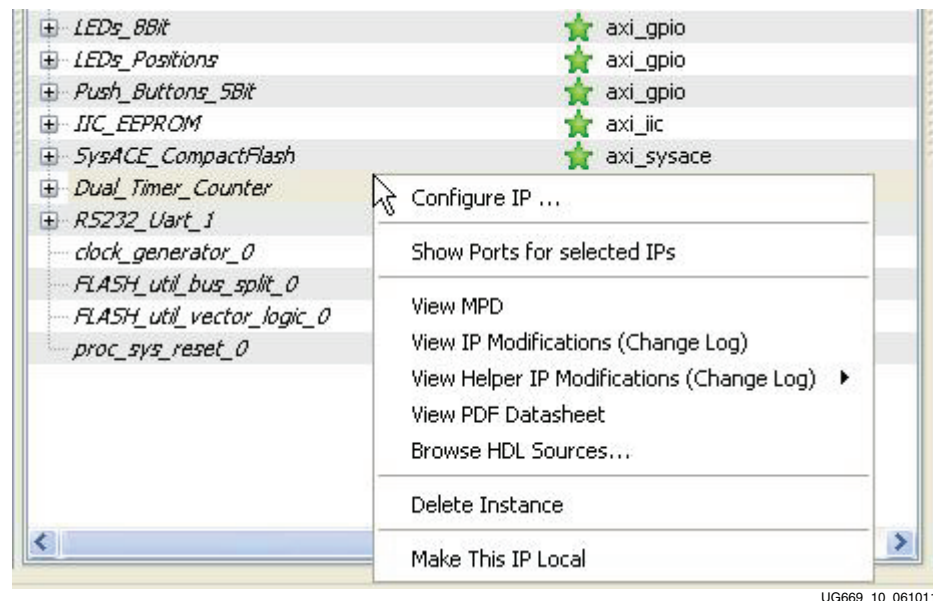 LEDs_8Bit axi_gpio
LEDs_Positions axi_gpio
Push_Buttons_5Bit axi_gpio
IIC_EEPROM axi_iic
SysACE_CompactFlash axi_sysace
Dual_Timer_Counter
RS232_Uart_1
clock_generator_0
FLASH_util_bus_split_0
FLASH_util_vector_logic_0
proc_sys_reset_0
Configure IP ...
Show Ports for selected IPs
View MPD
View IP Modifications (Change Log)
View Helper IP Modifications (Change Log)
View PDF Datasheet
Browse HDL Sources...
Delete Instance
Make This IP Local
UG669_10_061011